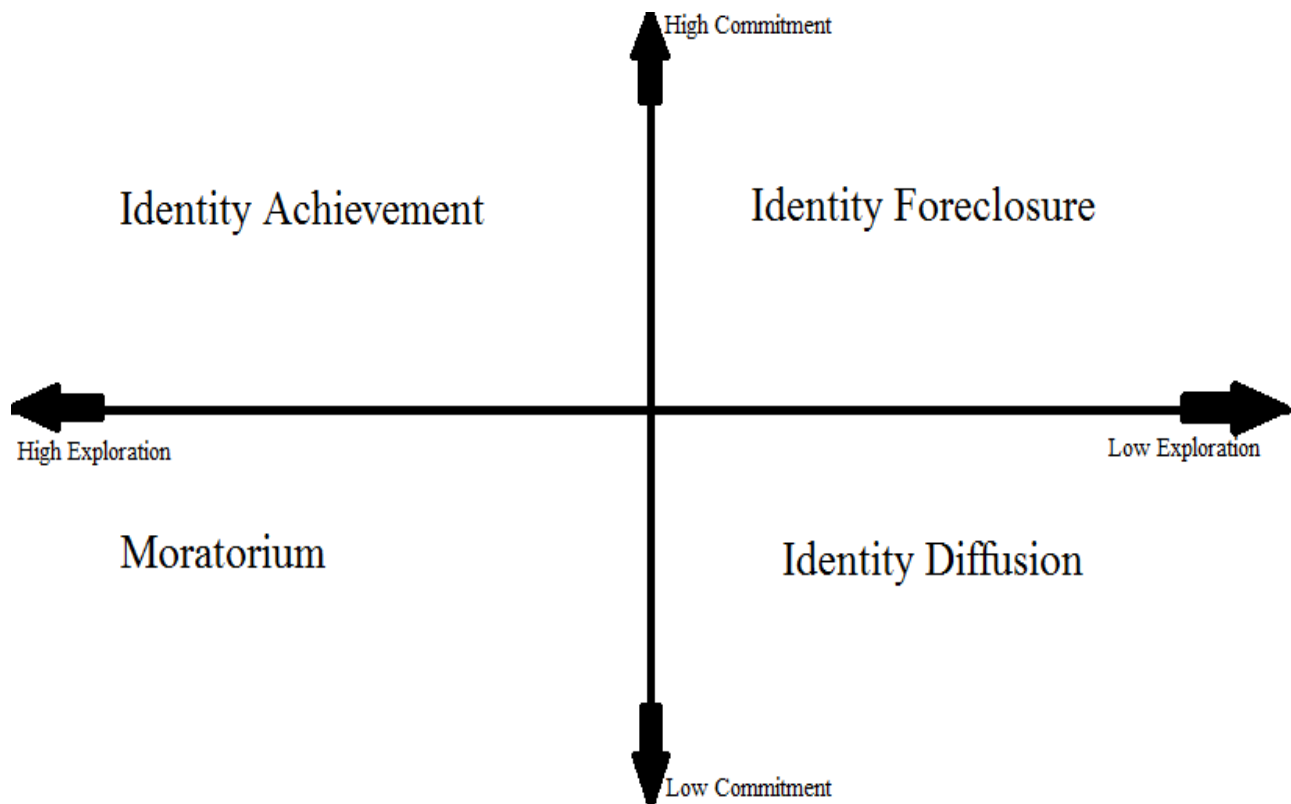 High Commitment
Identity Achievement
Identity Foreclosure
High Exploration
Low Exploration
Moratorium
Identity Diffusion
Low Commitment